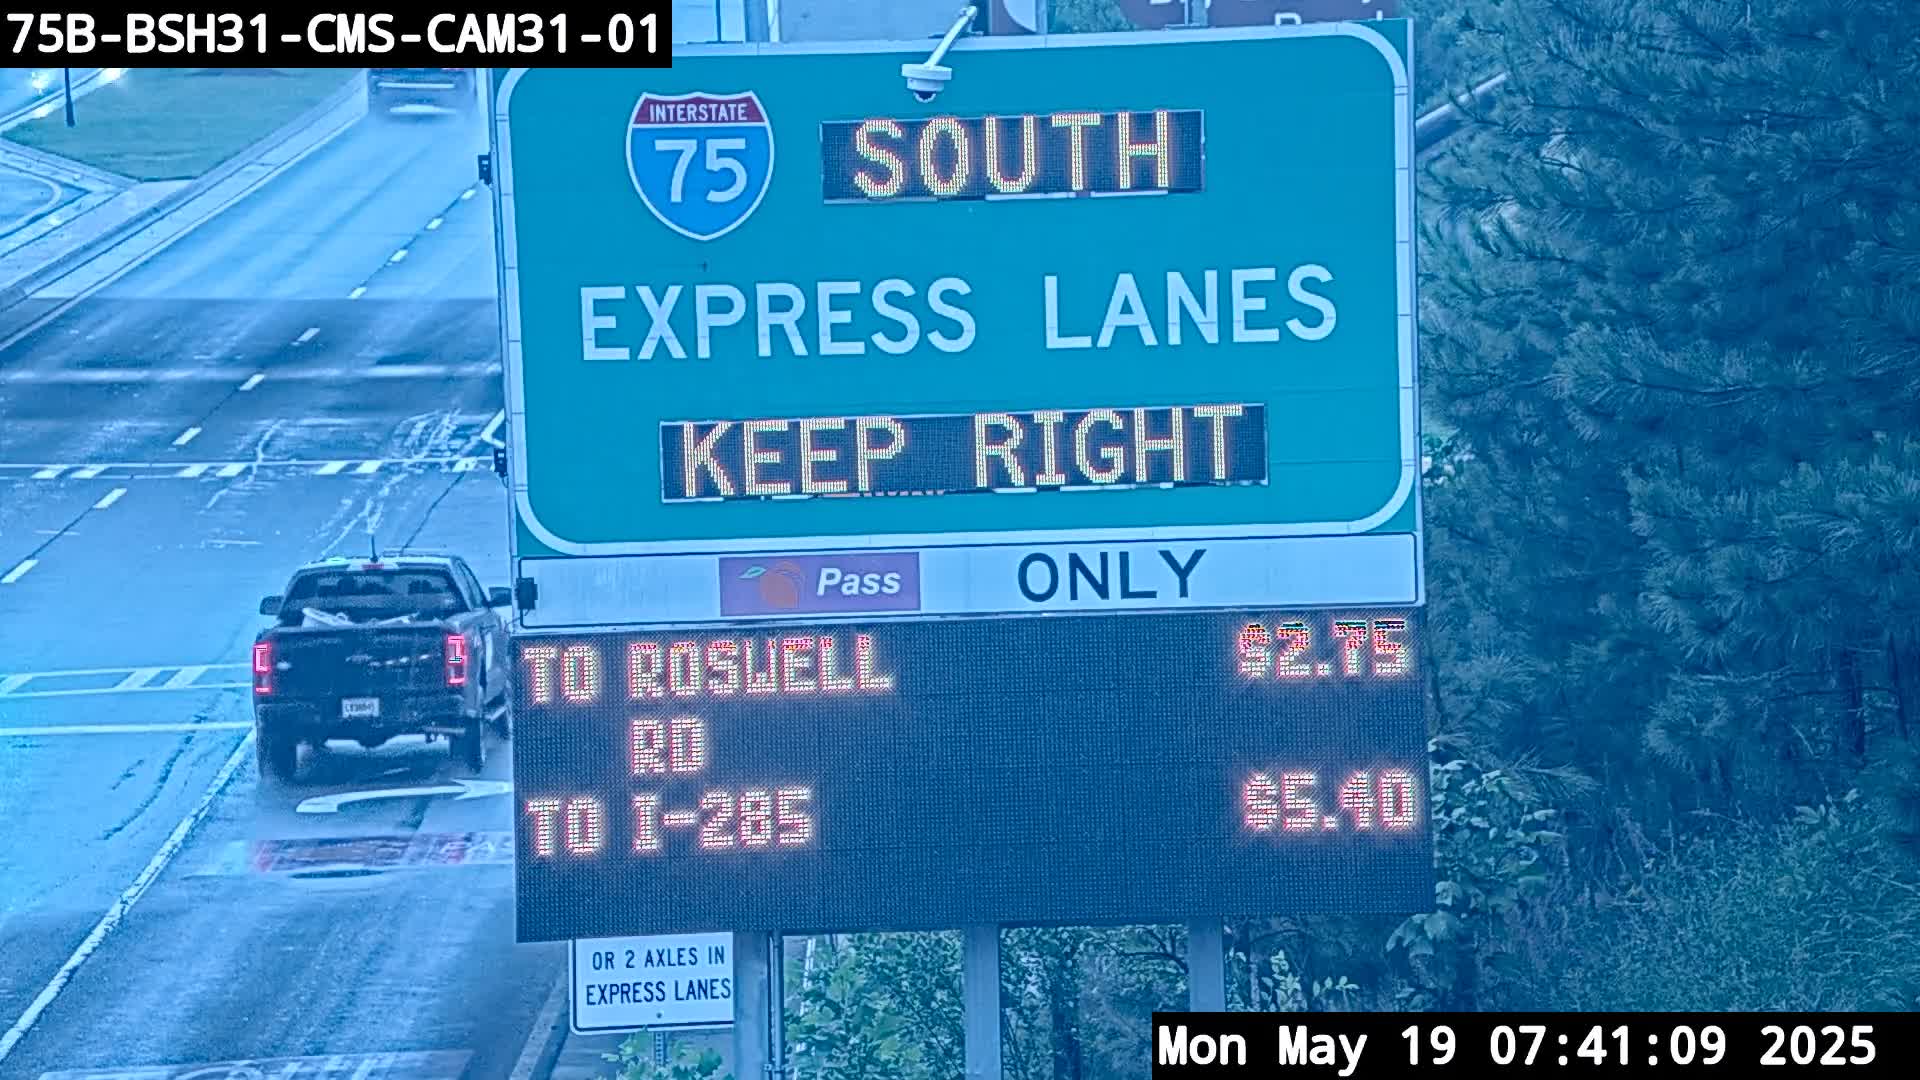 75B-BSH31-CMS-CAM31-01
INTERSTATE
75
SOUTH
EXPRESS LANES
KEEP RIGHT
Pass
ONLY
TO ROSWELL $2.75
RD
TO I-285 $5.40
OR 2 AXLES IN
EXPRESS LANES
Mon May 19 07:41:09 2025